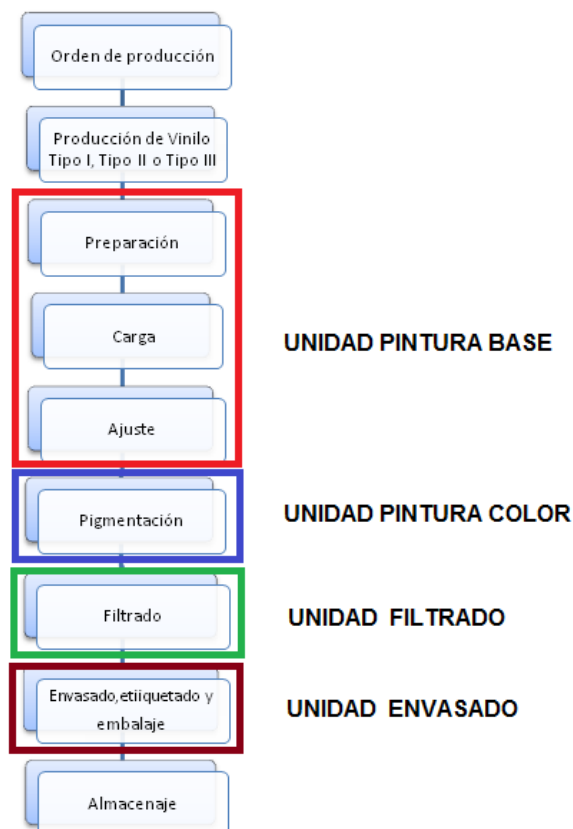 Orden de producción
Producción de Vinilo
Tipo I, Tipo II o Tipo III
Preparación
Carga
UNIDAD PINTURA BASE
Ajuste
Pigmentación
UNIDAD PINTURA COLOR
Filtrado
UNIDAD FILTRADO
Envasado,etiiquetado y
embalaje
UNIDAD ENVASADO
Almacenaje